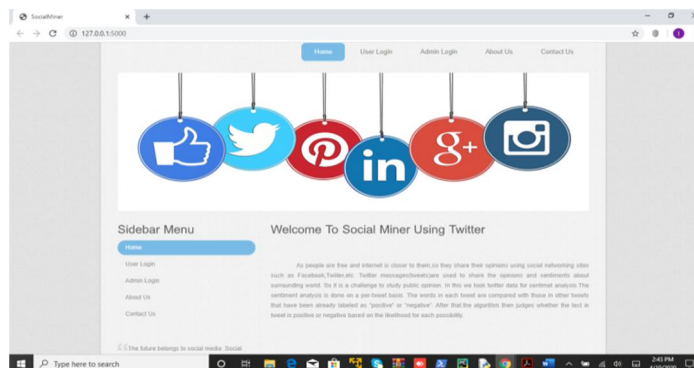 SocialMiner
127.0.0.1:5000
Home User Login Admin Login About Us Contact Us
in
g+
Sidebar Menu
Home
User Login
Admin Login
About Us
Contact Us
Welcome To Social Miner Using Twitter
As people are free and internet is closer to them,so they share their opinions using social networking sites
such as Facebook,Twitter,etc. Twitter messages(tweets)are used to share the opinions and sentiments about
surrounding world. So it is a challenge to study public opinion. In this we took twitter data for sentimet analysis.The
sentiment analysis is done on a per-tweet basis. The words in each tweet are compared with those in other tweets
that have been already labeled as "positive" or "negative". After that,the algorithm then judges whether the text in
tweet is positive or negative based on the likelihood for each possibility.
The future belongs to social media .Social
Type here to search
2:43 PM